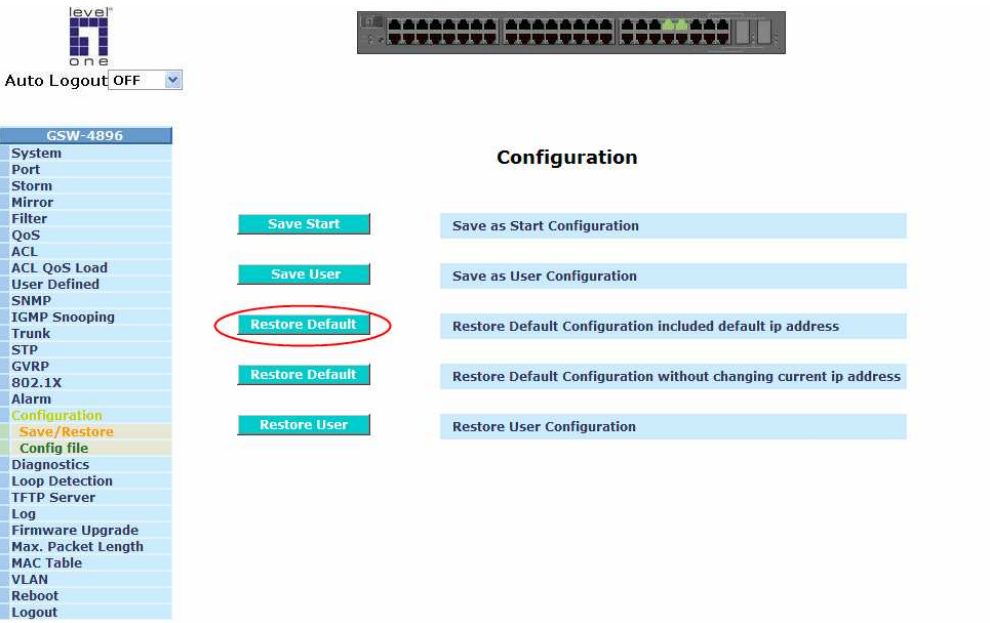 level
one
Auto Logout OFF
GSW-4896
System
Port
Storm
Mirror
Filter
QoS
ACL
ACL QoS Load
User Defined
SNMP
IGMP Snooping
Trunk
STP
GVRP
802.1X
Alarm
Configuration
Save/Restore
Config file
Diagnostics
Loop Detection
TFTP Server
Log
Firmware Upgrade
Max. Packet Length
MAC Table
VLAN
Reboot
Logout
Configuration
Save Start Save as Start Configuration
Save User Save as User Configuration
Restore Default Restore Default Configuration included default ip address
Restore Default Restore Default Configuration without changing current ip address
Restore User Restore User Configuration